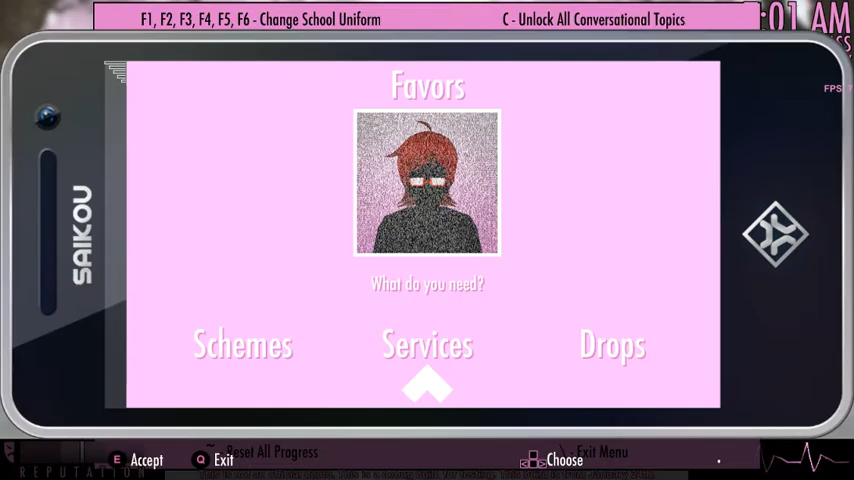 F1, F2, F3, F4, F5, F6 - Change School Uniform
C - Unlock All Conversational Topics
:01 AM
FPS
Favors
SAIKOU
What do you need?
Schemes
Services
Drops
~ - Reset All Progress
\ - Exit Menu
E Accept
Q Exit
Choose
REPUTATION